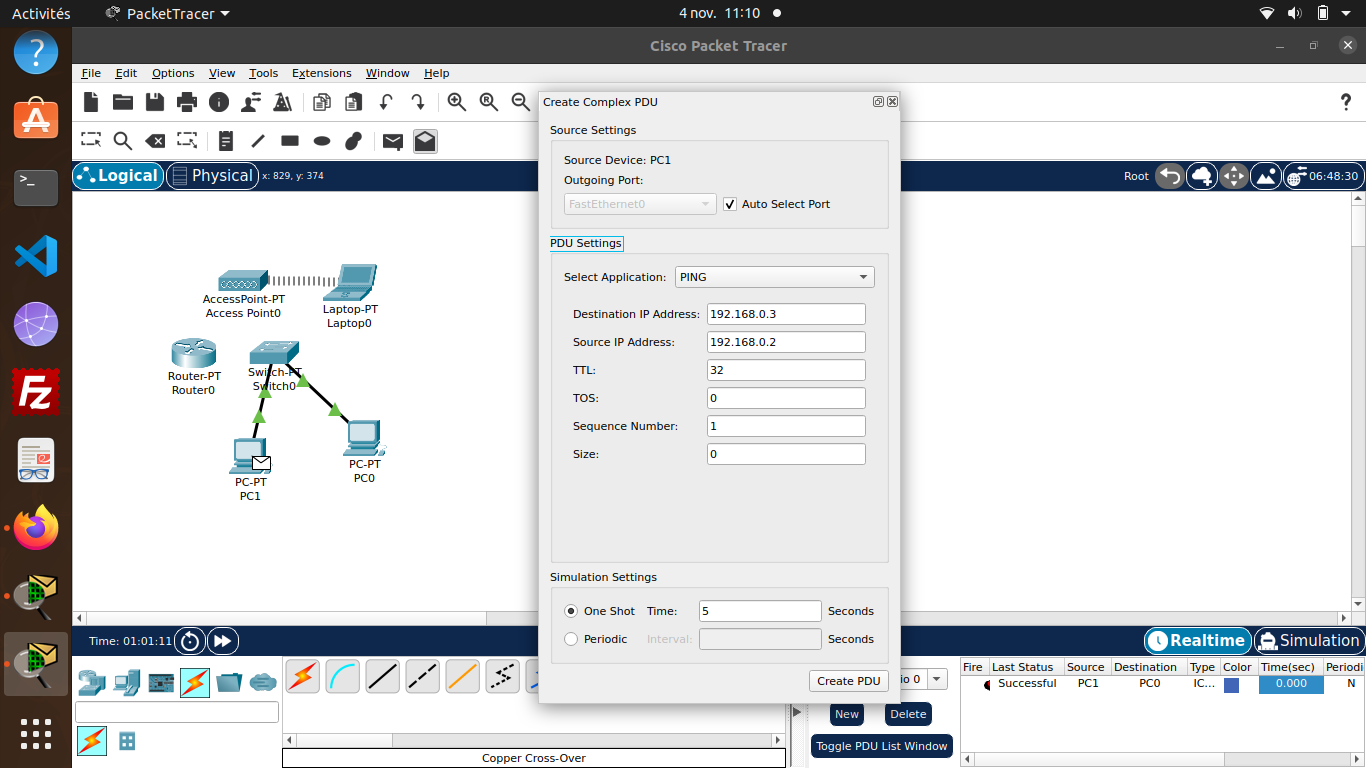 Activités PacketTracer 4 nov. 11:10
Cisco Packet Tracer
File Edit Options View Tools Extensions Window Help
Create Complex PDU
Source Settings
Source Device: PC1
Outgoing Port:
FastEthernet0 Auto Select Port
PDU Settings
Select Application: PING
Destination IP Address: 192.168.0.3
Source IP Address: 192.168.0.2
TTL: 32
TOS: 0
Sequence Number: 1
Size: 0
Simulation Settings
One Shot Time: 5 Seconds
Periodic Interval: Seconds
Create PDU
Logical Physical x: 829, y: 374
Root 06:48:30
AccessPoint-PT
Access Point0
Laptop-PT
Laptop0
Router-PT
Router0
Switch-PT
Switch0
PC-PT
PC1
PC-PT
PC0
Time: 01:01:11
Realtime Simulation
io 0
New Delete
Toggle PDU List Window
Fire Last Status Source Destination Type Color Time(sec) Periodi
Successful PC1 PC0 IC... 0.000 N
Copper Cross-Over